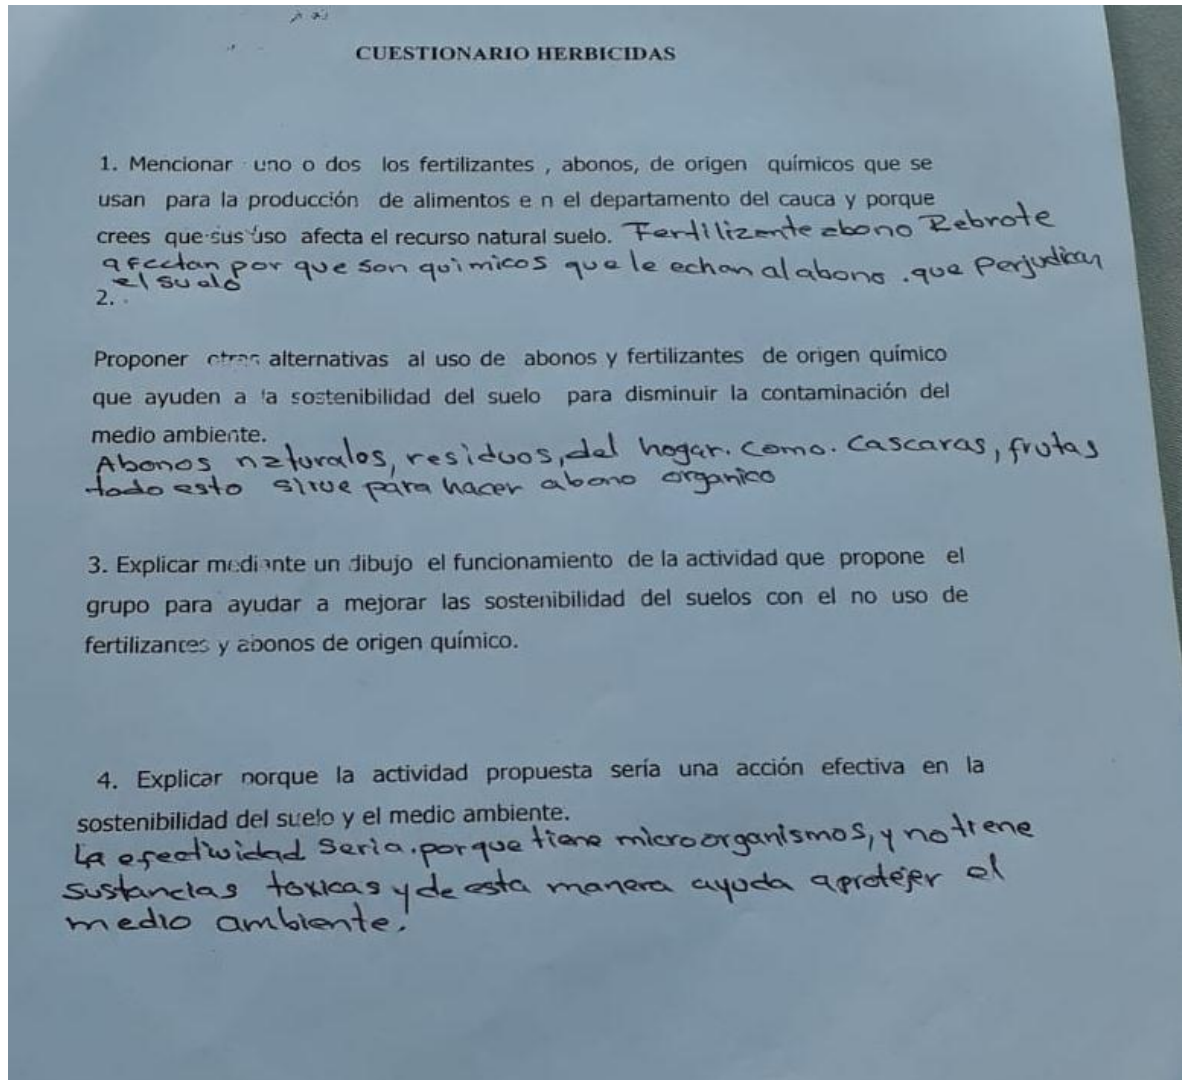 CUESTIONARIO HERBICIDAS
1. Mencionar uno o dos los fertilizantes , abonos, de origen químicos que se
usan para la producción de alimentos e n el departamento del cauca y porque
crees que sus uso afecta el recurso natural suelo. Fertilizante abono Rebrote
afectan por que son quimicos que le echan al abono . que Perjudican
el suelo
2. .
Proponer otras alternativas al uso de abonos y fertilizantes de origen químico
que ayuden a la sostenibilidad del suelo para disminuir la contaminación del
medio ambiente.
Abonos naturales, residuos, del hogar. Como. Cascaras, frutas
todo esto sirve para hacer abono organico
3. Explicar mediante un dibujo el funcionamiento de la actividad que propone el
grupo para ayudar a mejorar las sostenibilidad del suelos con el no uso de
fertilizantes y abonos de origen químico.
4. Explicar porque la actividad propuesta sería una acción efectiva en la
sostenibilidad del suelo y el medio ambiente.
La efectividad Seria. porque tiene microorganismos, y no tiene
Sustancias toxicas y de esta manera ayuda a protejer el
medio ambiente.